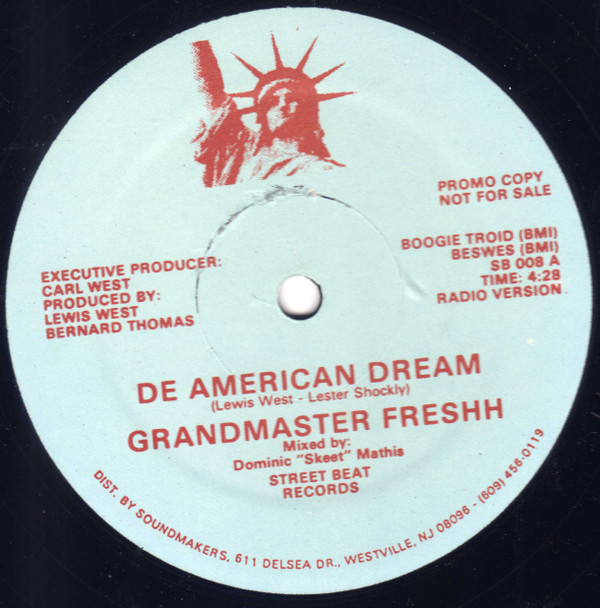 PROMO COPY
NOT FOR SALE
BOOGIE TROID (BMI)
BESWES (BMI)
SB 008 A
TIME: 4:28
RADIO VERSION
EXECUTIVE PRODUCER:
CARL WEST
PRODUCED BY:
LEWIS WEST
BERNARD THOMAS
DE AMERICAN DREAM
(Lewis West - Lester Shockly)
GRANDMASTER FRESHH
Mixed by:
Dominic "Skeet" Mathis
STREET BEAT
RECORDS
DIST. BY SOUNDMAKERS, 611 DELSEA DR., WESTVILLE, NJ 08096 - (609) 456-0119